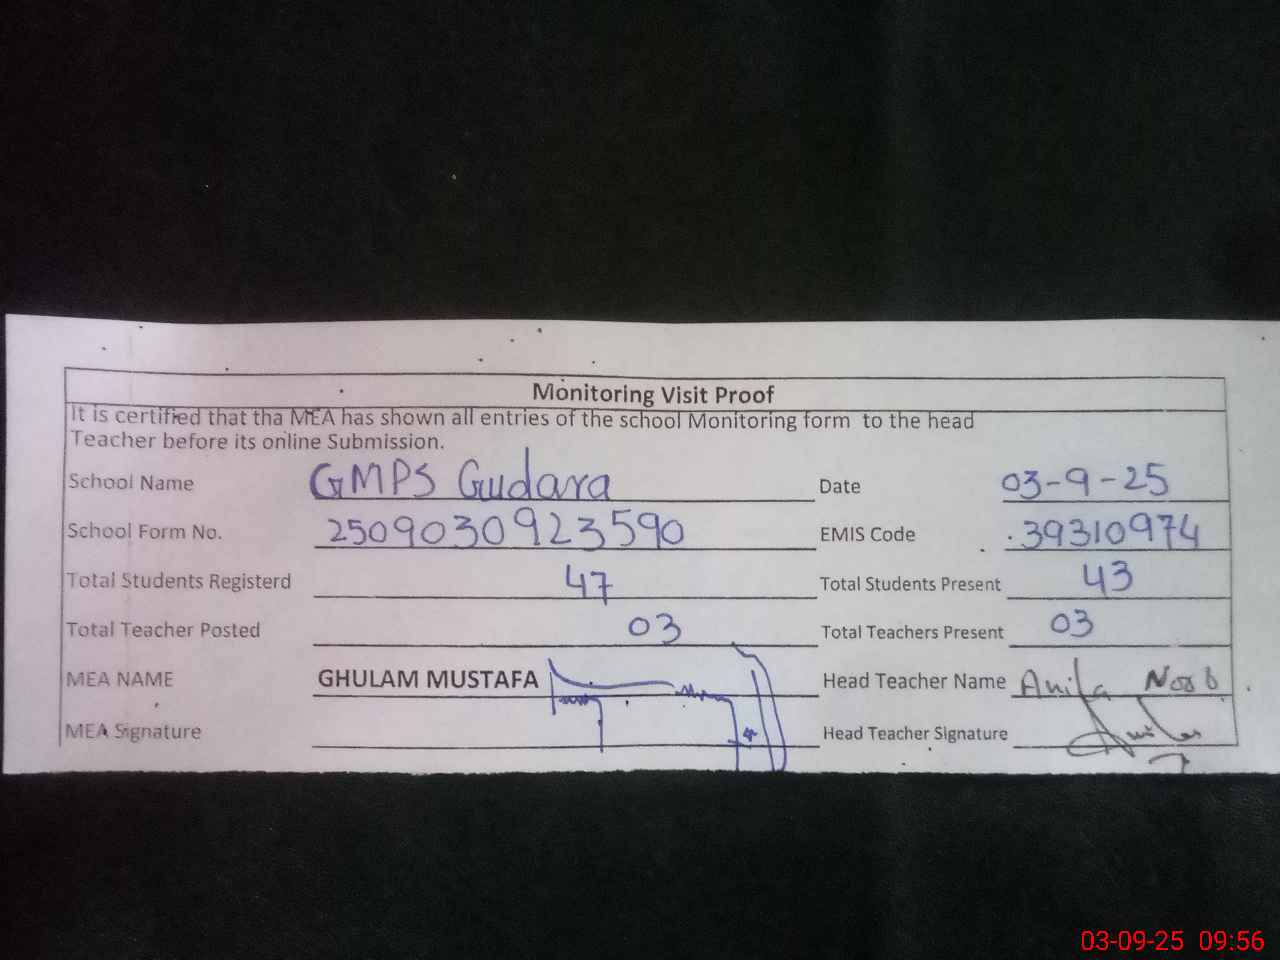 Monitoring Visit Proof
It is certified that tha MEA has shown all entries of the school Monitoring form to the head
Teacher before its online Submission.
School Name GMPS Gudara Date 03-9-25
School Form No. 2509030923590 EMIS Code 39310974
Total Students Registerd 47 Total Students Present 43
Total Teacher Posted 03 Total Teachers Present 03
MEA NAME GHULAM MUSTAFA Head Teacher Name Anila
MEA Signature Head Teacher Signature
03-09-25 09:56